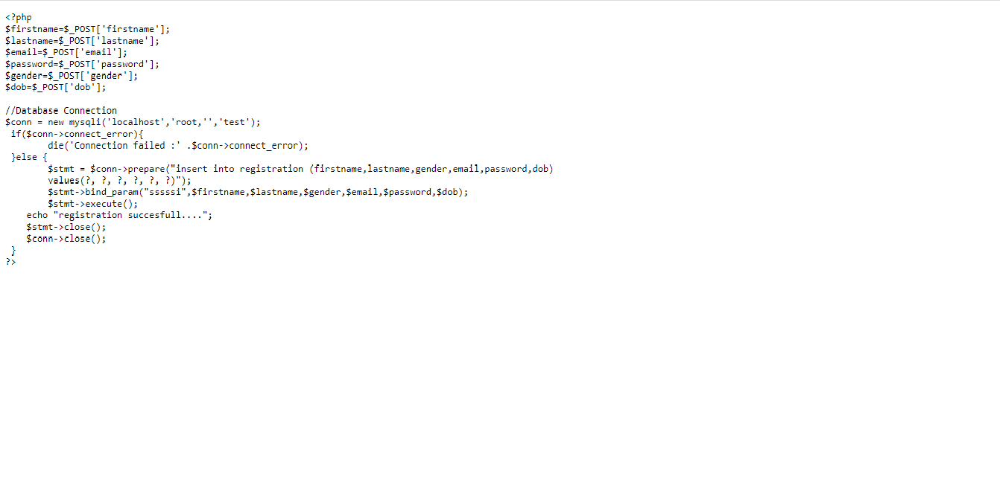 <?php
$firstname=$_POST['firstname'];
$lastname=$_POST['lastname'];
$email=$_POST['email'];
$password=$_POST['password'];
$gender=$_POST['gender'];
$dob=$_POST['dob'];

//Database Connection
$conn = new mysqli('localhost','root,'','test');
 if($conn->connect_error){
        die('Connection failed :' .$conn->connect_error);
 }else {
        $stmt = $conn->prepare("insert into registration (firstname,lastname,gender,email,password,dob)
        values(?, ?, ?, ?, ?, ?)");
        $stmt->bind_param("sssssi",$firstname,$lastname,$gender,$email,$password,$dob);
        $stmt->execute();
    echo "registration succesfull....";
    $stmt->close();
    $conn->close();
 }
?>